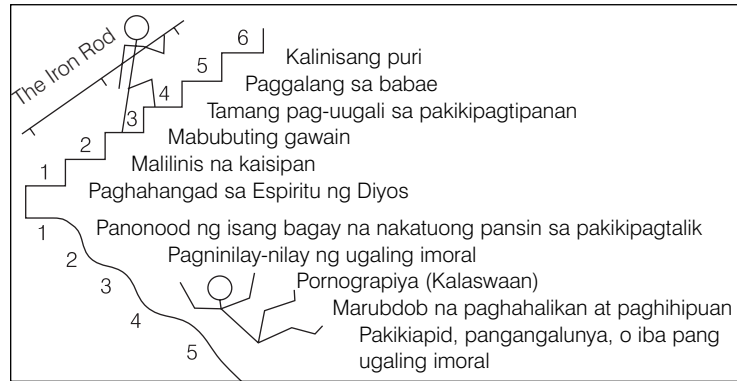 The Iron Rod
6 Kalinisang puri
5 Paggalang sa babae
4 Tamang pag-uugali sa pakikipagtipanan
3 Mabubuting gawain
2 Malilinis na kaisipan
1 Paghahangad sa Espiritu ng Diyos
1 Panonood ng isang bagay na nakatuong pansin sa pakikipagtalik
2 Pagninilay-nilay ng ugaling imoral
3 Pornograpiya (Kalaswaan)
4 Marubdob na paghahalikan at paghihipuan
5 Pakikiapid, pangangalunya, o iba pang
ugaling imoral